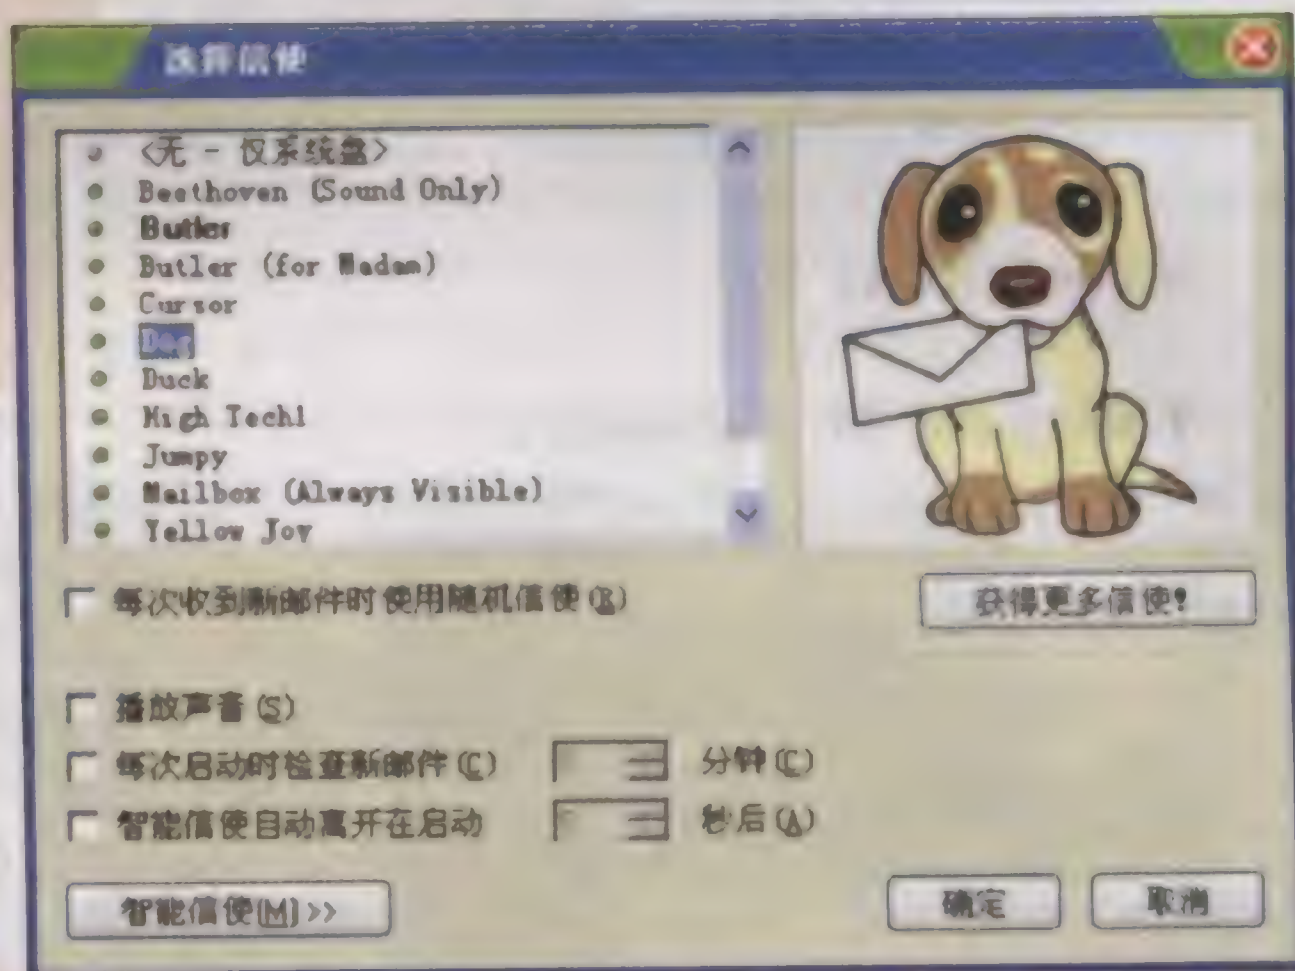 选择信使
<无 - 仅系统盘>
Beethoven (Sound Only)
Butler
Butler (for Madam)
Cursor
Dog
Duck
High Tech1
Jumpy
Mailbox (Always Visible)
Yellow Joy
每次收到新邮件时使用随机信使(R)
获得更多信使!
播放声音(S)
每次启动时检查新邮件(C) 分钟(C)
智能信使自动离开在启动 秒后(A)
智能信使[M]>>
确定 取消